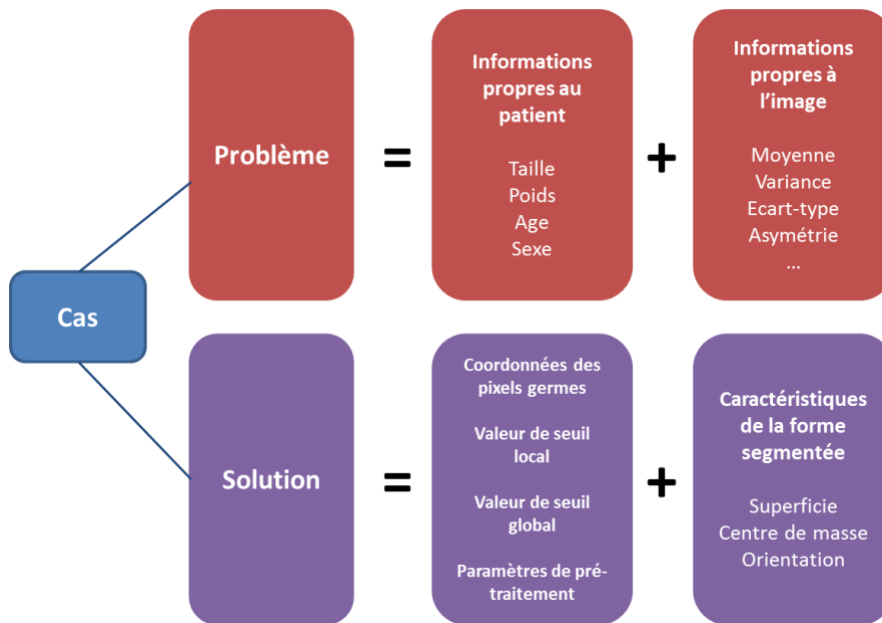 Cas
Problème
=
Informations
propres au
patient
Taille
Poids
Age
Sexe
+
Informations
propres à
l'image
Moyenne
Variance
Ecart-type
Asymétrie
...
Solution
=
Coordonnées des
pixels germes
Valeur de seuil
local
Valeur de seuil
global
Paramètres de pré-
traitement
+
Caractéristiques
de la forme
segmentée
Superficie
Centre de masse
Orientation